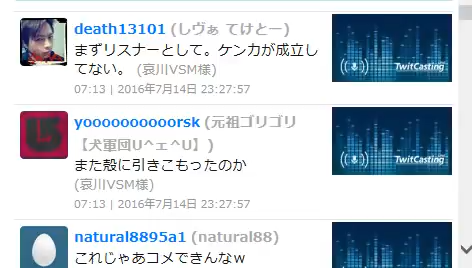 death13101 (しヴぁ てけとー)
まずリスナーとして。ケンカが成立し
てない。 (哀川VSM様)
07:13 | 2016年7月14日 23:27:57
TwitCasting
yoooooooooorsk (元祖ゴリゴリ
【犬軍団U^ェ^U】)
また殻に引きこもったのか
(哀川VSM様)
07:13 | 2016年7月14日 23:27:57
TwitCasting
natural8895a1 (natural88)
これじゃあコメできんなw